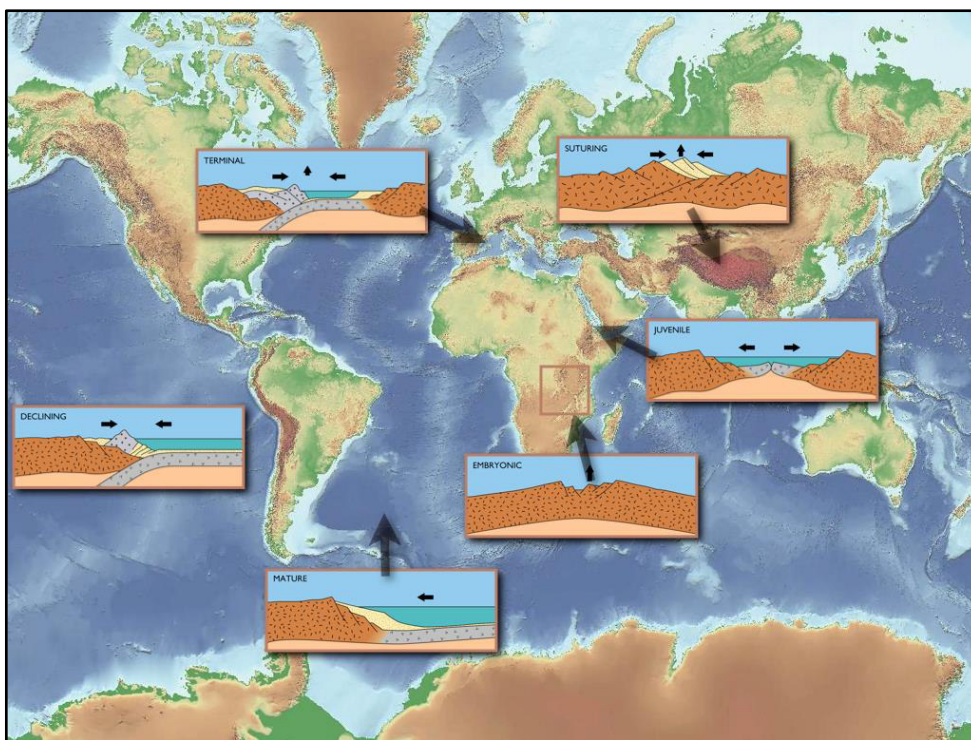 TERMINAL
SUTURING
JUVENILE
DECLINING
EMBRYONIC
MATURE